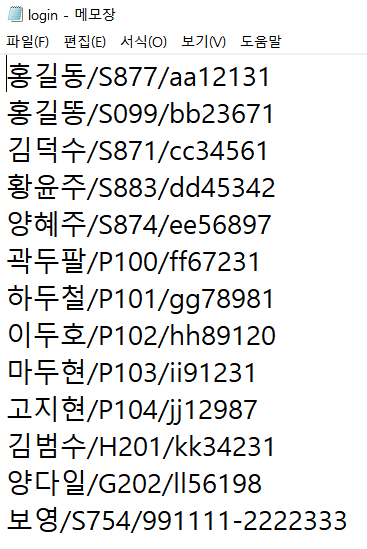 login - 메모장
파일(F) 편집(E) 서식(O) 보기(V) 도움말
홍길동/S877/aa12131
홍길똥/S099/bb23671
김덕수/S871/cc34561
황윤주/S883/dd45342
양혜주/S874/ee56897
곽두팔/P100/ff67231
하두철/P101/gg78981
이두호/P102/hh89120
마두현/P103/ii91231
고지현/P104/jj12987
김범수/H201/kk34231
양다일/G202/ll56198
보영/S754/991111-2222333